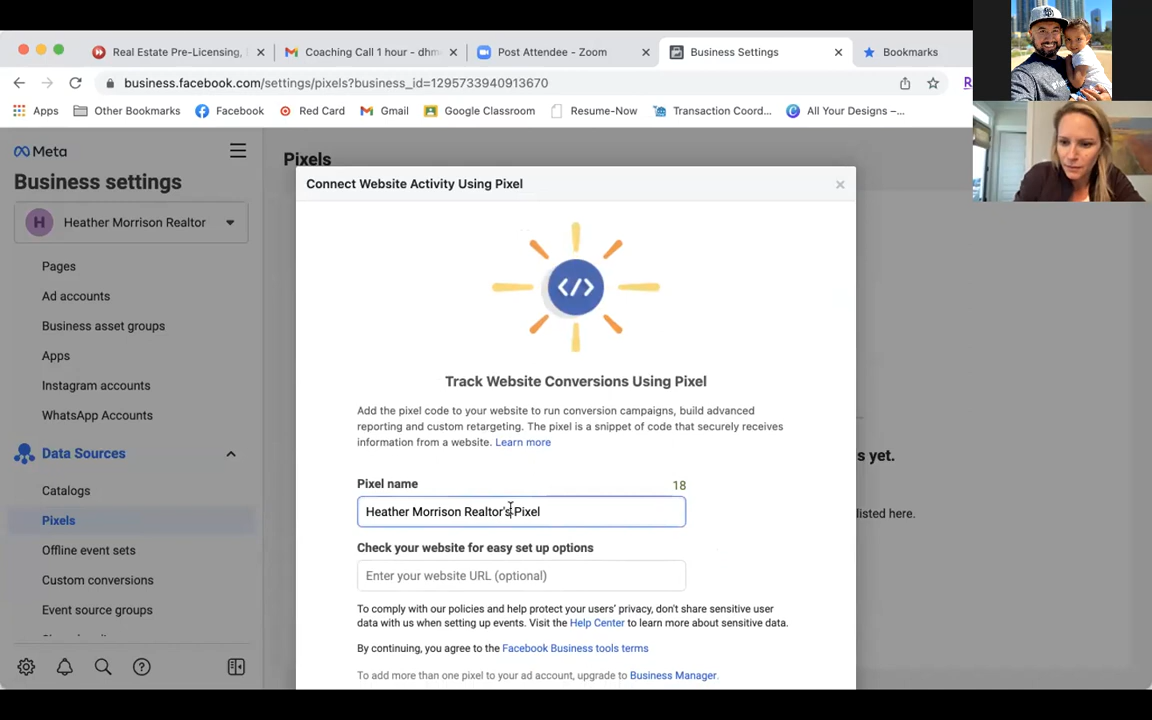 Real Estate Pre-Licensing,
Coaching Call 1 hour - dhm
Post Attendee - Zoom
Business Settings
Bookmarks
business.facebook.com/settings/pixels?business_id=1295733940913670
Apps
Other Bookmarks
Facebook
Red Card
Gmail
Google Classroom
Resume-Now
Transaction Coord...
All Your Designs –...
Meta
Business settings
H
Heather Morrison Realtor
Pages
Ad accounts
Business asset groups
Apps
Instagram accounts
WhatsApp Accounts
Data Sources
Catalogs
Pixels
Offline event sets
Custom conversions
Event source groups
Pixels
Connect Website Activity Using Pixel
</>
Track Website Conversions Using Pixel
Add the pixel code to your website to run conversion campaigns, build advanced
reporting and custom retargeting. The pixel is a snippet of code that securely receives
information from a website. Learn more
Pixel name
18
Heather Morrison Realtor's Pixel
Check your website for easy set up options
Enter your website URL (optional)
To comply with our policies and help protect your users' privacy, don't share sensitive user
data with us when setting up events. Visit the Help Center to learn more about sensitive data.
By continuing, you agree to the Facebook Business tools terms
To add more than one pixel to your ad account, upgrade to Business Manager.
s yet.
listed here.